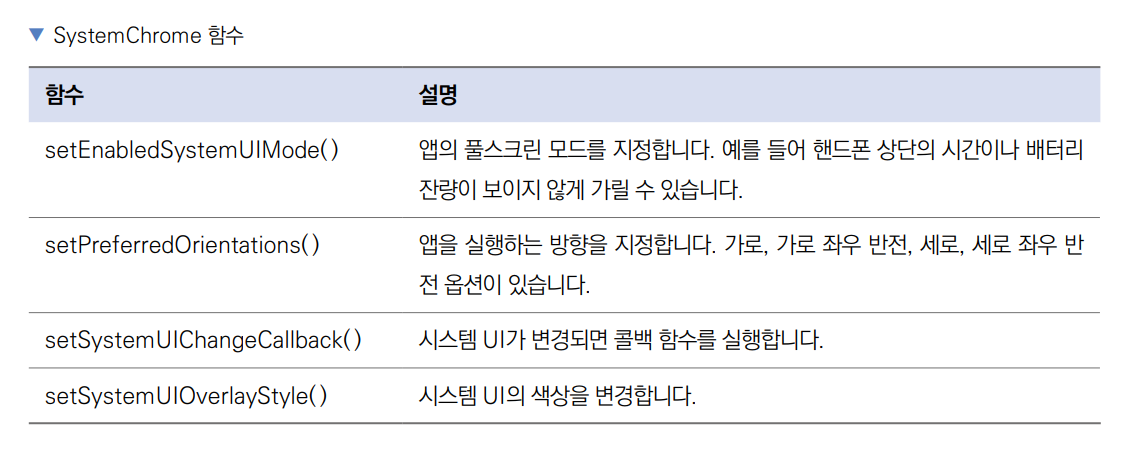 ▼ SystemChrome 함수
함수 설명
setEnabledSystemUIMode() 앱의 풀스크린 모드를 지정합니다. 예를 들어 핸드폰 상단의 시간이나 배터리
잔량이 보이지 않게 가릴 수 있습니다.
setPreferredOrientations() 앱을 실행하는 방향을 지정합니다. 가로, 가로 좌우 반전, 세로, 세로 좌우 반
전 옵션이 있습니다.
setSystemUIChangeCallback() 시스템 UI가 변경되면 콜백 함수를 실행합니다.
setSystemUIOverlayStyle() 시스템 UI의 색상을 변경합니다.